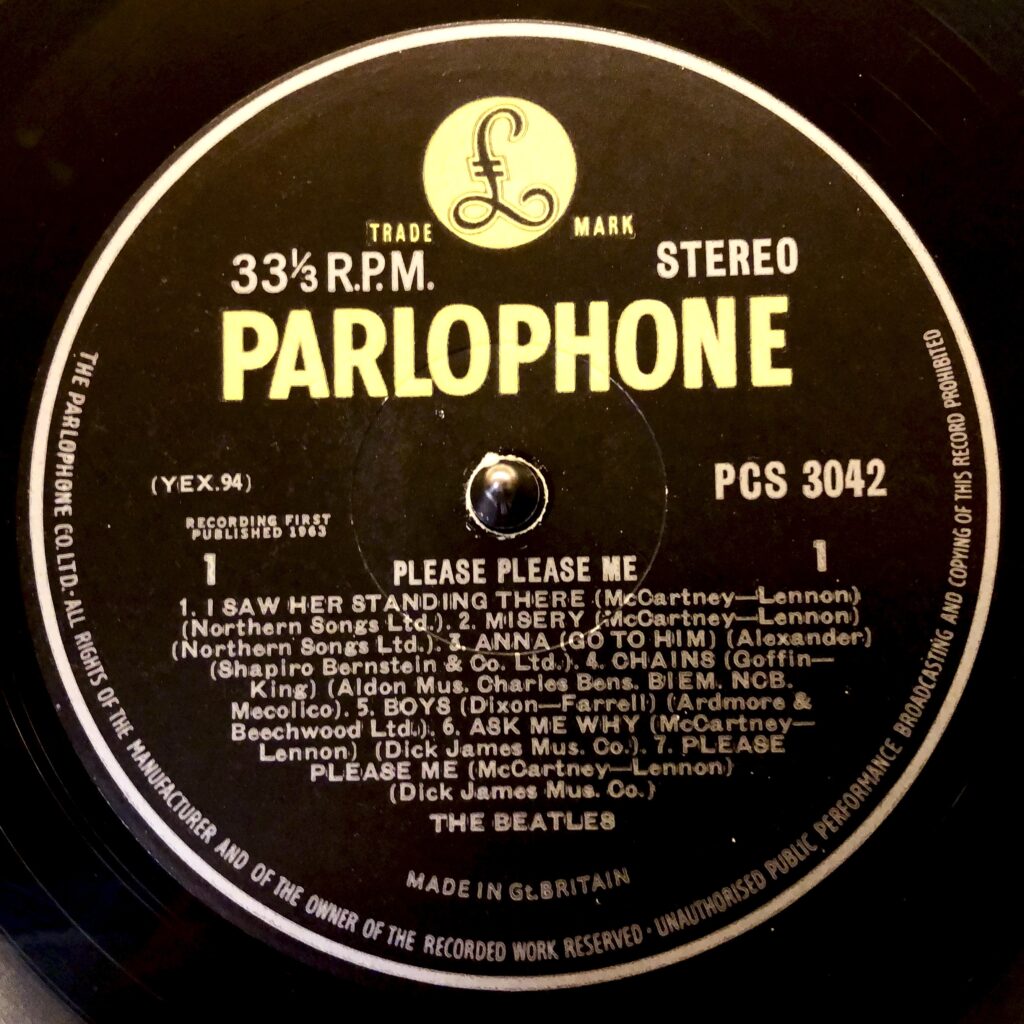 £
TRADE MARK
33⅓ R.P.M. STEREO
PARLOPHONE
(YEX.94) PCS 3042
RECORDING FIRST
PUBLISHED 1963
1 1
PLEASE PLEASE ME
1. I SAW HER STANDING THERE (McCartney—Lennon)
(Northern Songs Ltd.). 2. MISERY (McCartney—Lennon)
(Northern Songs Ltd.). 3. ANNA (GO TO HIM) (Alexander)
(Shapiro Bernstein & Co. Ltd.). 4. CHAINS (Goffin—
King) (Aldon Mus. Charles Bens. BIEM. NCB.
Mecolico). 5. BOYS (Dixon—Farrell) (Ardmore &
Beechwood Ltd.). 6. ASK ME WHY (McCartney—
Lennon) (Dick James Mus. Co.). 7. PLEASE
PLEASE ME (McCartney—Lennon)
(Dick James Mus. Co.)
THE BEATLES
MADE IN Gt. BRITAIN
THE PARLOPHONE CO. LTD · ALL RIGHTS OF THE MANUFACTURER AND OF THE OWNER OF THE RECORDED WORK RESERVED · UNAUTHORISED PUBLIC PERFORMANCE BROADCASTING AND COPYING OF THIS RECORD PROHIBITED